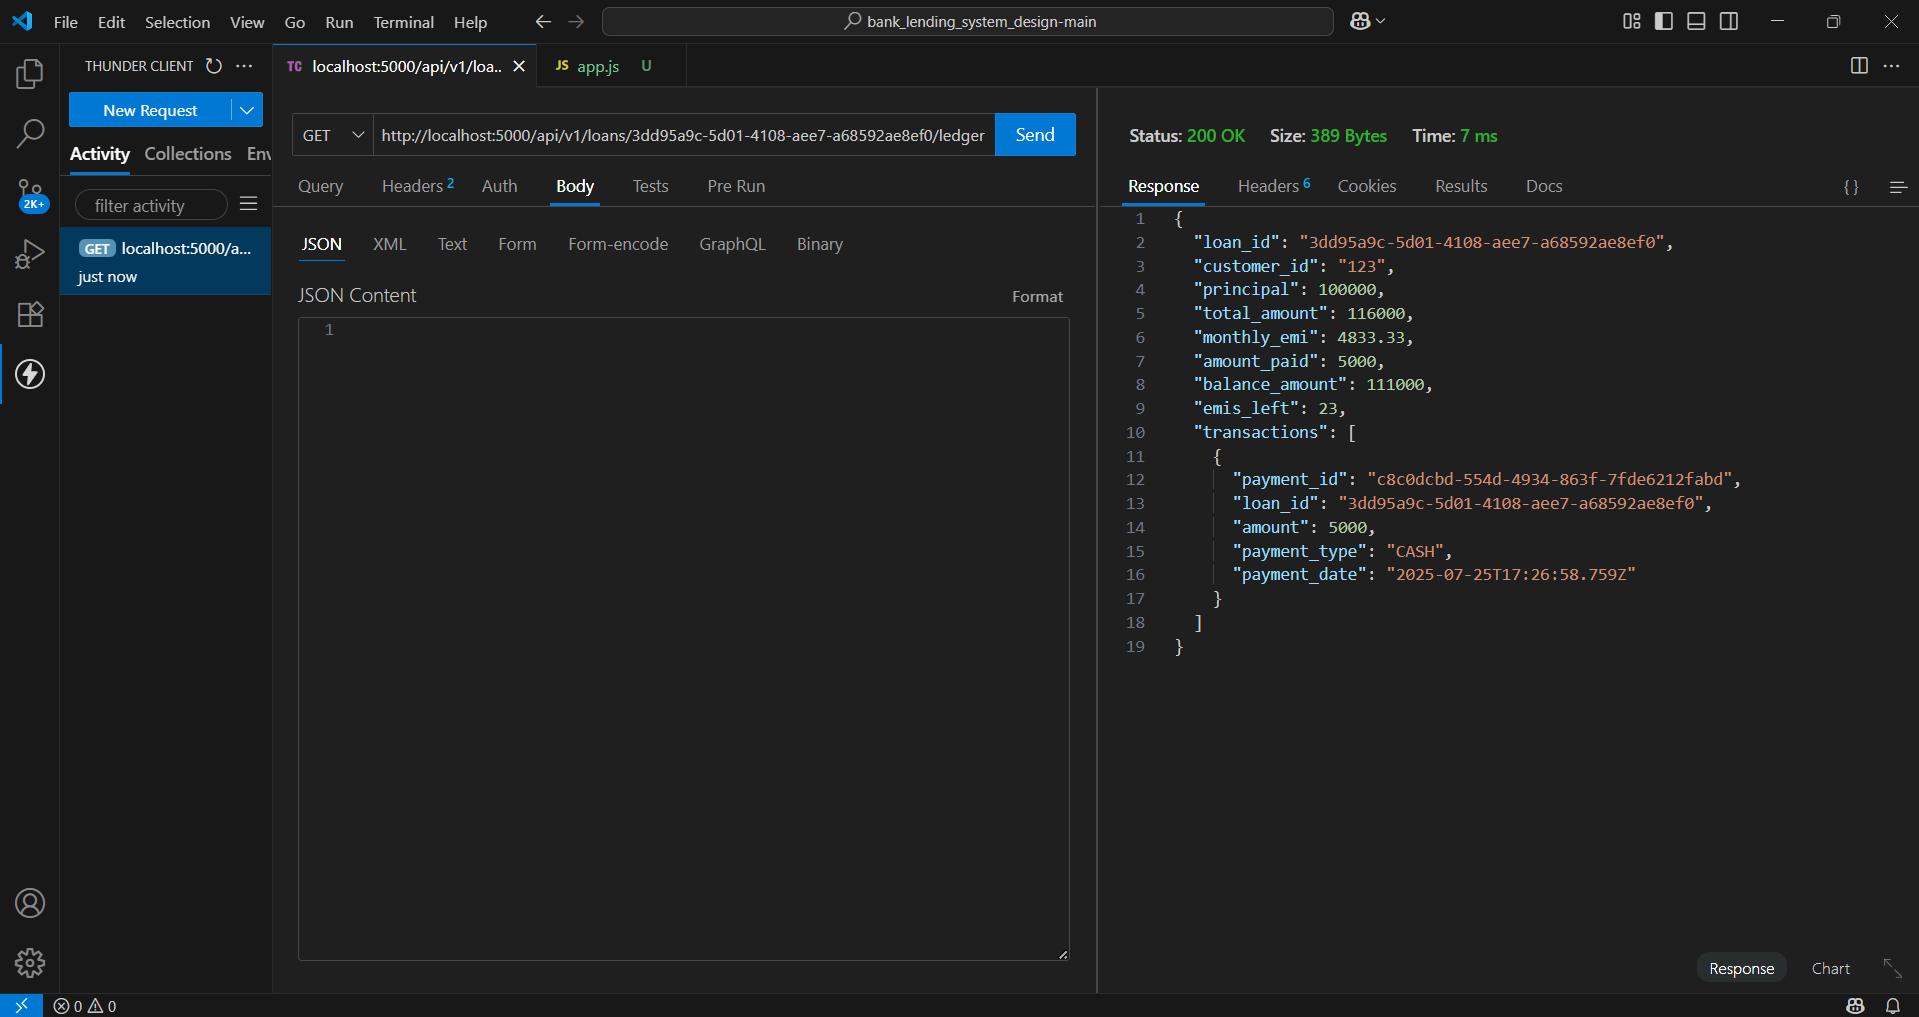 File Edit Selection View Go Run Terminal Help
bank_lending_system_design-main
THUNDER CLIENT
New Request
Activity Collections Env
filter activity
GET localhost:5000/a...
just now
2K+
TC localhost:5000/api/v1/loa..
JS app.js U
GET http://localhost:5000/api/v1/loans/3dd95a9c-5d01-4108-aee7-a68592ae8ef0/ledger Send
Query Headers 2 Auth Body Tests Pre Run
JSON XML Text Form Form-encode GraphQL Binary
JSON Content Format
1
Status: 200 OK Size: 389 Bytes Time: 7 ms
Response Headers 6 Cookies Results Docs { }
1 {
2 "loan_id": "3dd95a9c-5d01-4108-aee7-a68592ae8ef0",
3 "customer_id": "123",
4 "principal": 100000,
5 "total_amount": 116000,
6 "monthly_emi": 4833.33,
7 "amount_paid": 5000,
8 "balance_amount": 111000,
9 "emis_left": 23,
10 "transactions": [
11 {
12 "payment_id": "c8c0dcbd-554d-4934-863f-7fde6212fabd",
13 "loan_id": "3dd95a9c-5d01-4108-aee7-a68592ae8ef0",
14 "amount": 5000,
15 "payment_type": "CASH",
16 "payment_date": "2025-07-25T17:26:58.759Z"
17 }
18 ]
19 }
Response Chart
0 0